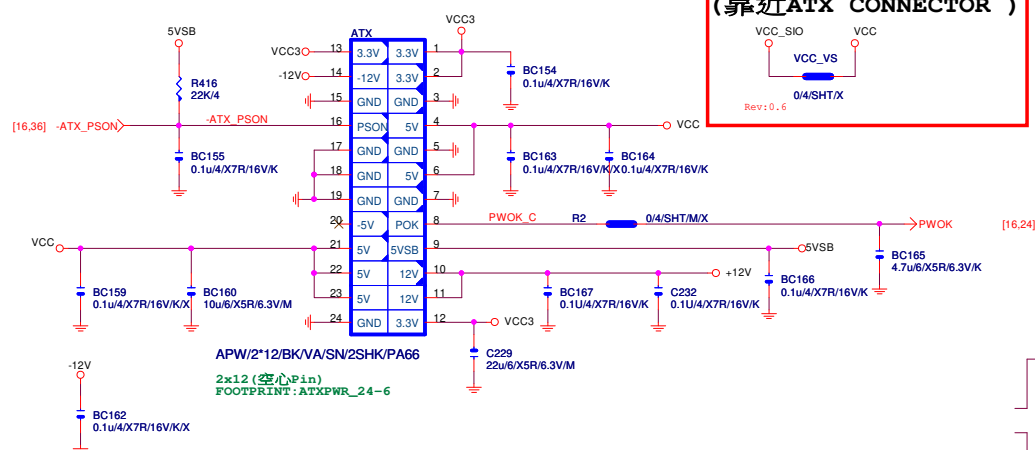 (靠近ATX CONNECTOR )
VCC_SIO
VCC
VCC_VS
0/4/SHT/X
Rev:0.6
5VSB
R416
22K/4
[16,36]
-ATX_PSON
-ATX_PSON
BC155
0.1u/4/X7R/16V/K
ATX
VCC3
VCC3
-12V
13 3.3V 3.3V 1
14 -12V 3.3V 2
15 GND GND 3
16 PSON 5V 4
17 GND GND 5
18 GND 5V 6
19 GND GND 7
20 -5V POK 8
21 5V 5VSB 9
22 5V 12V 10
23 5V 12V 11
24 GND 3.3V 12
BC154
0.1u/4/X7R/16V/K
VCC
BC163
0.1u/4/X7R/16V/K/X
BC164
0.1u/4/X7R/16V/K
PWOK_C
R2
0/4/SHT/M/X
PWOK
[16,24]
BC165
4.7u/6/X5R/6.3V/K
5VSB
BC166
0.1u/4/X7R/16V/K
+12V
BC167
0.1U/4/X7R/16V/K
C232
0.1U/4/X7R/16V/K
VCC3
C229
22u/6/X5R/6.3V/M
VCC
BC159
0.1u/4/X7R/16V/K/X
BC160
10u/6/X5R/6.3V/M
APW/2*12/BK/VA/SN/2SHK/PA66
2x12(空心Pin)
FOOTPRINT:ATXPWR_24-6
-12V
BC162
0.1u/4/X7R/16V/K/X